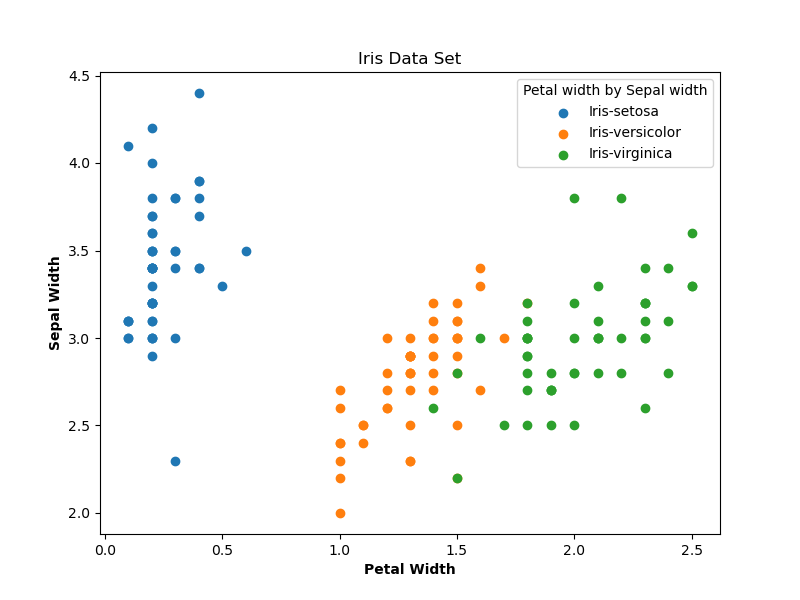 Iris Data Set
Petal width by Sepal width
Iris-setosa
Iris-versicolor
Iris-virginica
4.5
4.0
3.5
3.0
2.5
2.0
Sepal Width
0.0 0.5 1.0 1.5 2.0 2.5
Petal Width